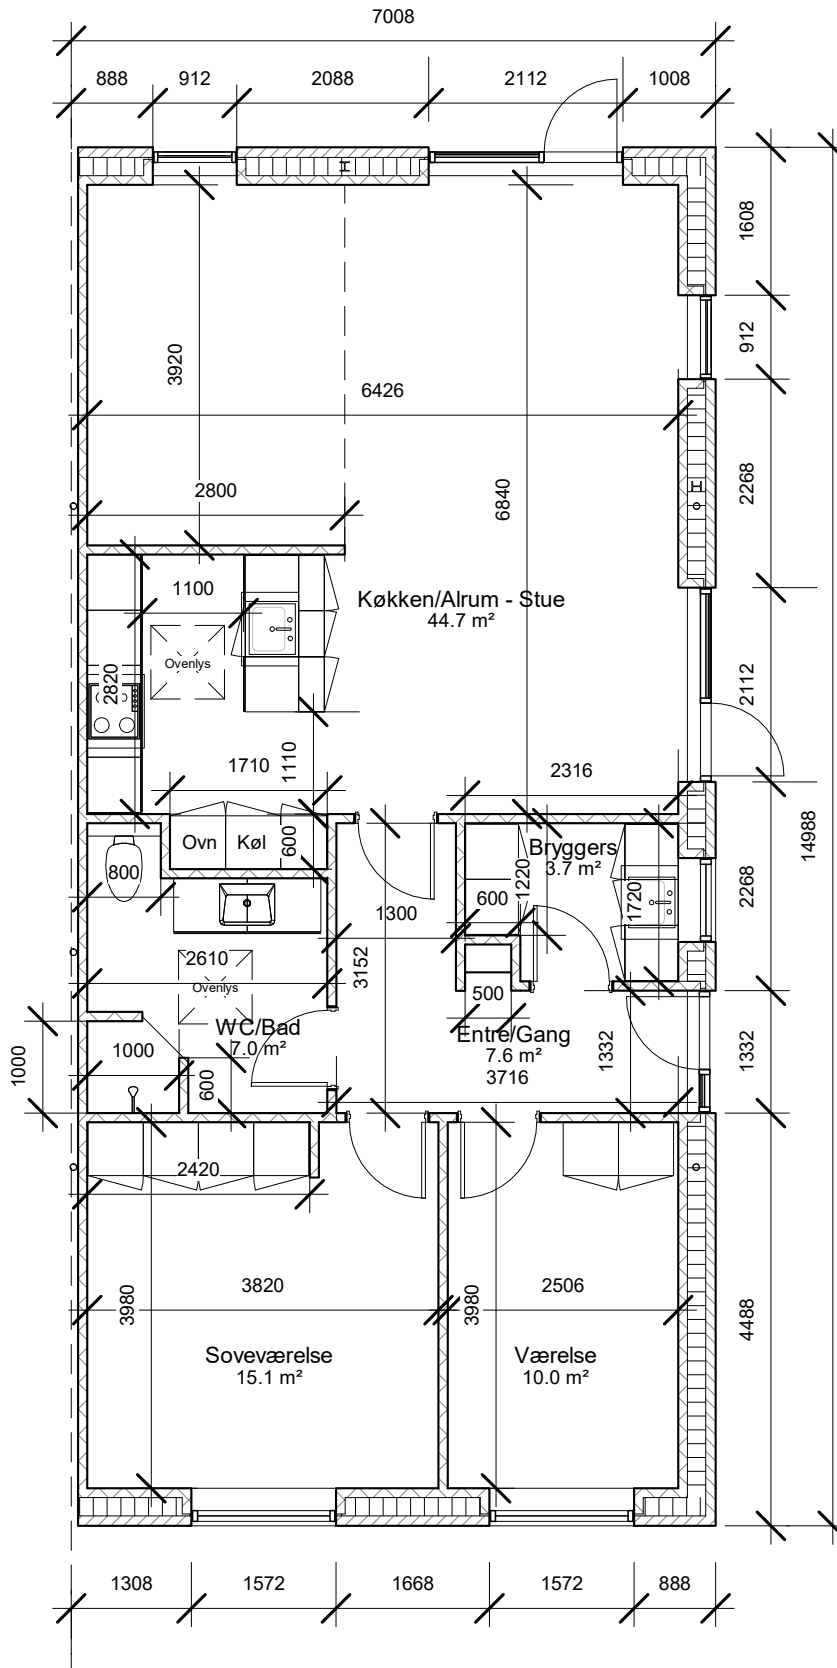 7008
888
912
2088
2112
1008
1608
3920
912
6426
2268
2800
6840
1100
Køkken/Alrum - Stue
44.7 m²
Ovenlys
2820
2112
1710
1110
2316
14988
Ovn
Køl
600
Bryggers
3.7 m²
800
1220
2268
600
1720
1300
2610
3152
Ovenlys
500
WC/Bad
7.0 m²
Entre/Gang
7.6 m²
1000
1000
600
3716
1332
1332
2420
3980
3820
3980
2506
4488
Soveværelse
15.1 m²
Værelse
10.0 m²
1308
1572
1668
1572
888